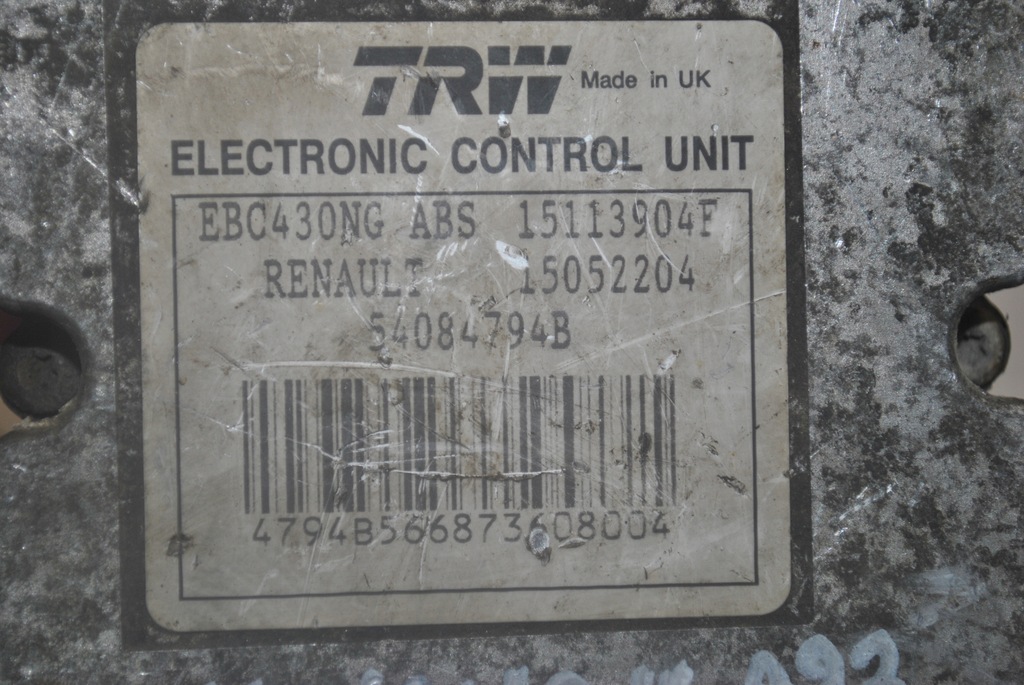 TRW Made in UK
ELECTRONIC CONTROL UNIT
EBC430NG ABS 15113904F
RENAULT 15052204
54084794B
4794B566873608004